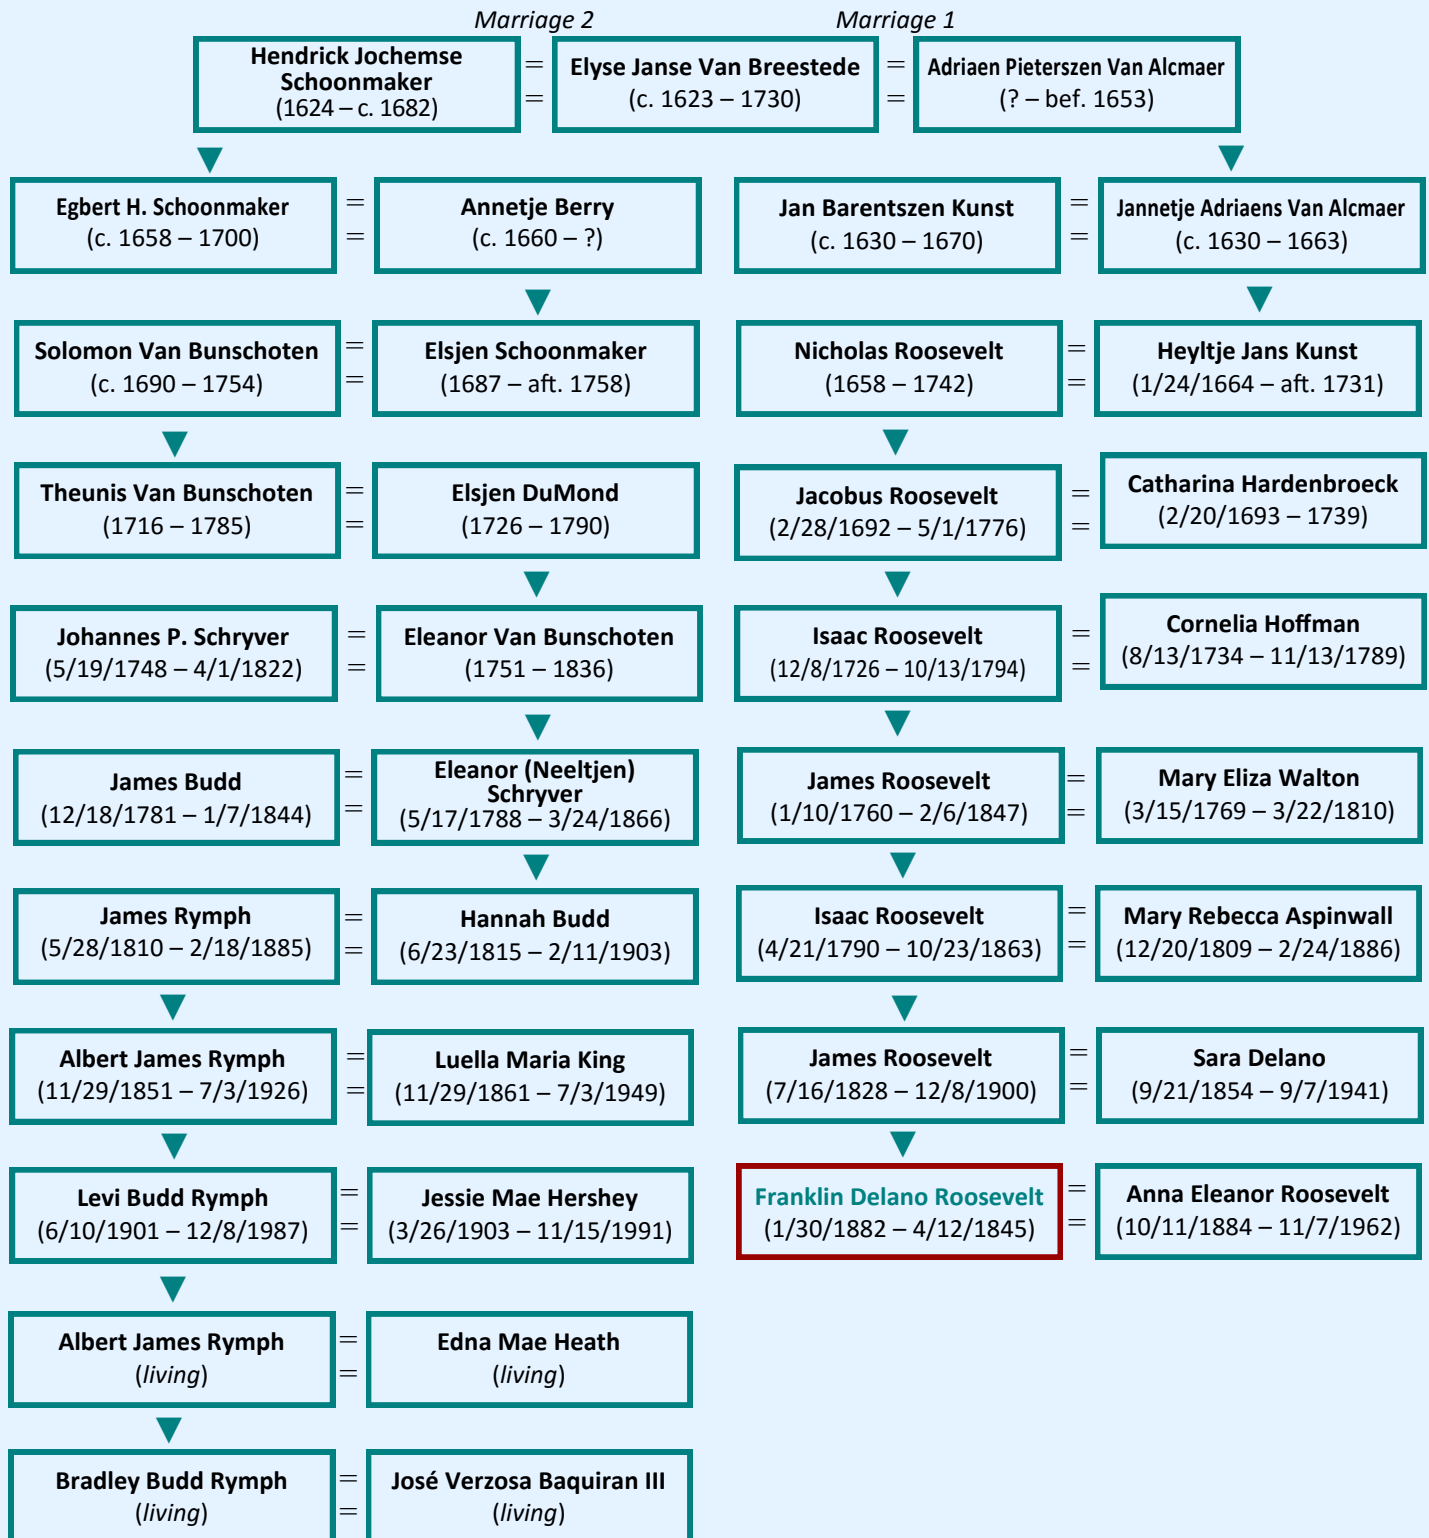 Marriage 2
Marriage 1
Hendrick Jochemse
Schoonmaker
(1624 – c. 1682)
=
=
Elyse Janse Van Breestede
(c. 1623 – 1730)
=
=
Adriaen Pieterszen Van Alcmaer
(? – bef. 1653)
Egbert H. Schoonmaker
(c. 1658 – 1700)
=
=
Annetje Berry
(c. 1660 – ?)
Jan Barentszen Kunst
(c. 1630 – 1670)
=
=
Jannetje Adriaens Van Alcmaer
(c. 1630 – 1663)
Solomon Van Bunschoten
(c. 1690 – 1754)
=
=
Elsjen Schoonmaker
(1687 – aft. 1758)
Nicholas Roosevelt
(1658 – 1742)
=
=
Heyltje Jans Kunst
(1/24/1664 – aft. 1731)
Theunis Van Bunschoten
(1716 – 1785)
=
=
Elsjen DuMond
(1726 – 1790)
Jacobus Roosevelt
(2/28/1692 – 5/1/1776)
=
=
Catharina Hardenbroeck
(2/20/1693 – 1739)
Johannes P. Schryver
(5/19/1748 – 4/1/1822)
=
=
Eleanor Van Bunschoten
(1751 – 1836)
Isaac Roosevelt
(12/8/1726 – 10/13/1794)
=
=
Cornelia Hoffman
(8/13/1734 – 11/13/1789)
James Budd
(12/18/1781 – 1/7/1844)
=
=
Eleanor (Neeltjen)
Schryver
(5/17/1788 – 3/24/1866)
James Roosevelt
(1/10/1760 – 2/6/1847)
=
=
Mary Eliza Walton
(3/15/1769 – 3/22/1810)
James Rymph
(5/28/1810 – 2/18/1885)
=
=
Hannah Budd
(6/23/1815 – 2/11/1903)
Isaac Roosevelt
(4/21/1790 – 10/23/1863)
=
=
Mary Rebecca Aspinwall
(12/20/1809 – 2/24/1886)
Albert James Rymph
(11/29/1851 – 7/3/1926)
=
=
Luella Maria King
(11/29/1861 – 7/3/1949)
James Roosevelt
(7/16/1828 – 12/8/1900)
=
=
Sara Delano
(9/21/1854 – 9/7/1941)
Levi Budd Rymph
(6/10/1901 – 12/8/1987)
=
=
Jessie Mae Hershey
(3/26/1903 – 11/15/1991)
Franklin Delano Roosevelt
(1/30/1882 – 4/12/1845)
=
=
Anna Eleanor Roosevelt
(10/11/1884 – 11/7/1962)
Albert James Rymph
(living)
=
=
Edna Mae Heath
(living)
Bradley Budd Rymph
(living)
=
=
José Verzosa Baquiran III
(living)